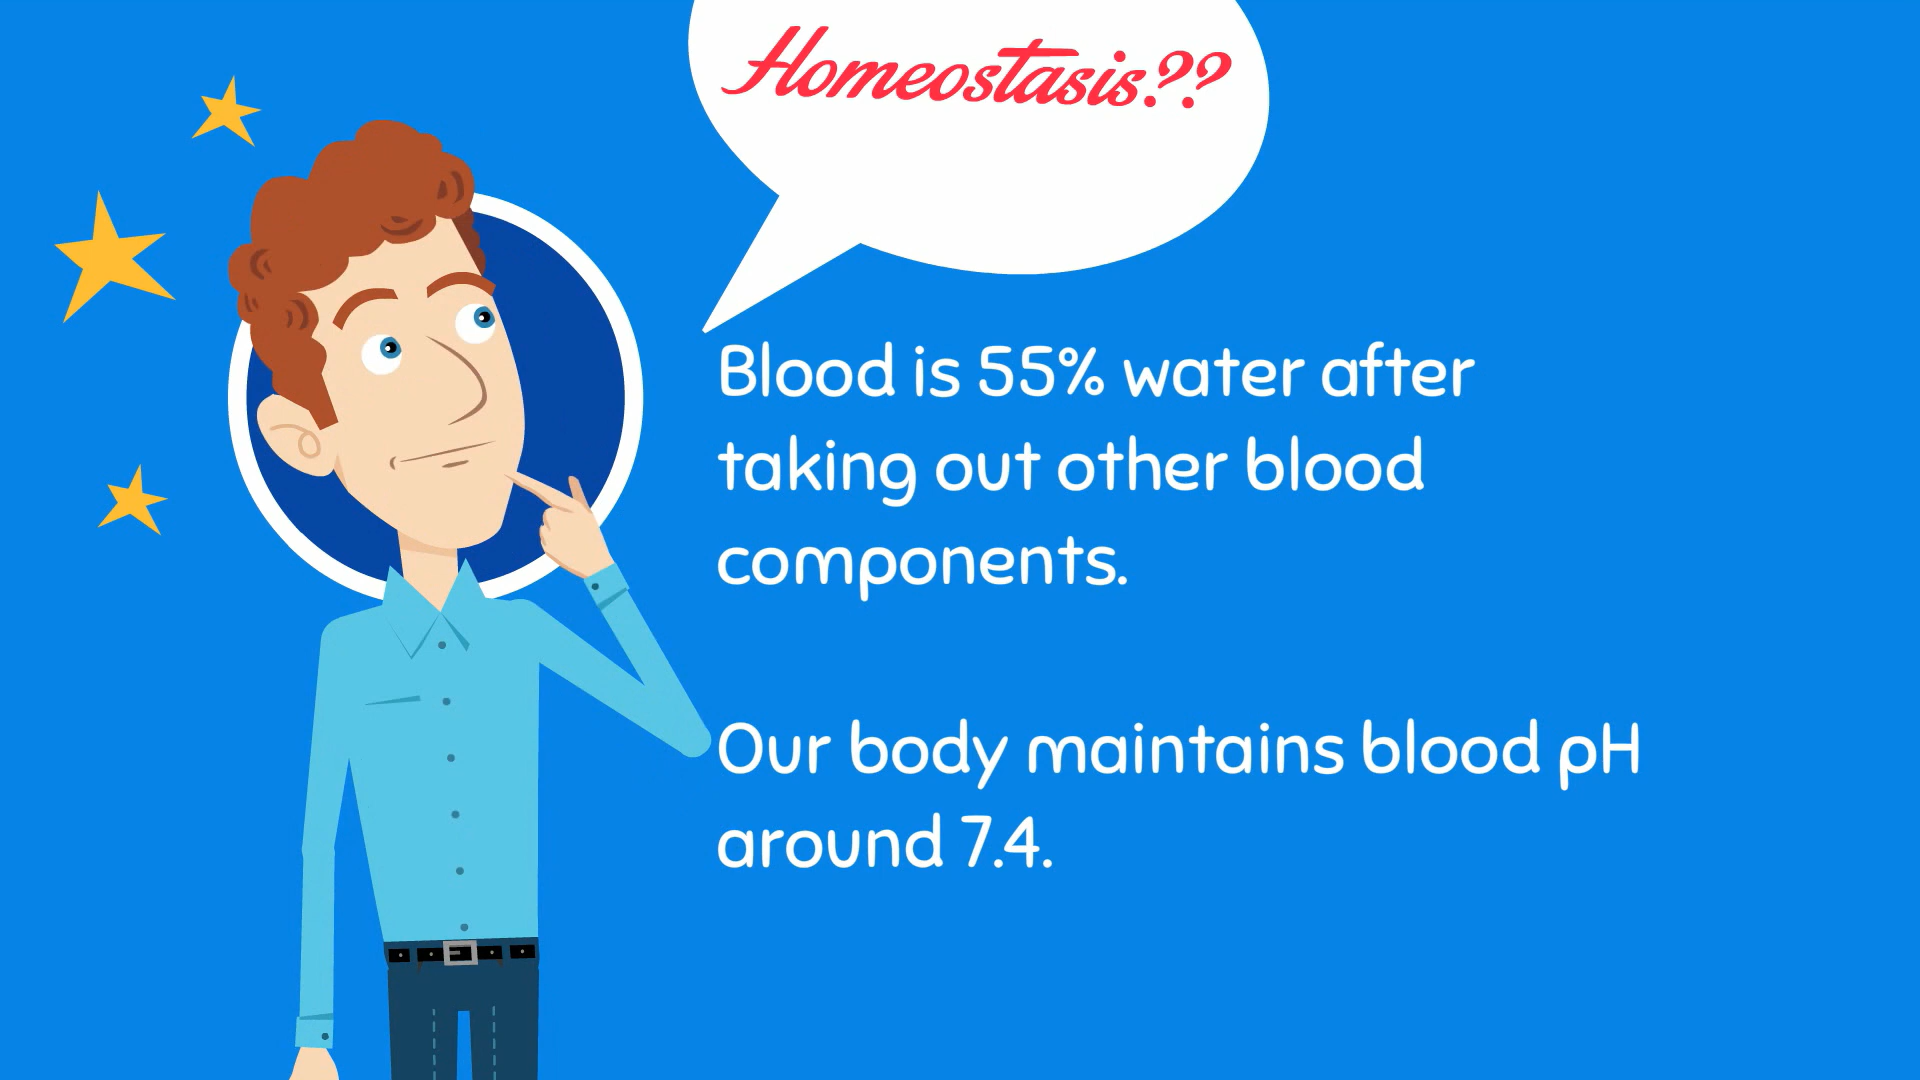 Homeostasis??
Blood is 55% water after
taking out other blood
components.
Our body maintains blood pH
around 7.4.